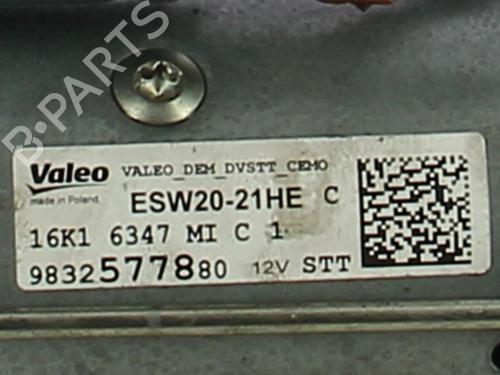 B-PARTS
Valeo VALEO_DEM_DVSTT_CEMO
made in Poland
ESW20-21HE C
16K1 6347 MI C 1
9832577880 12V STT